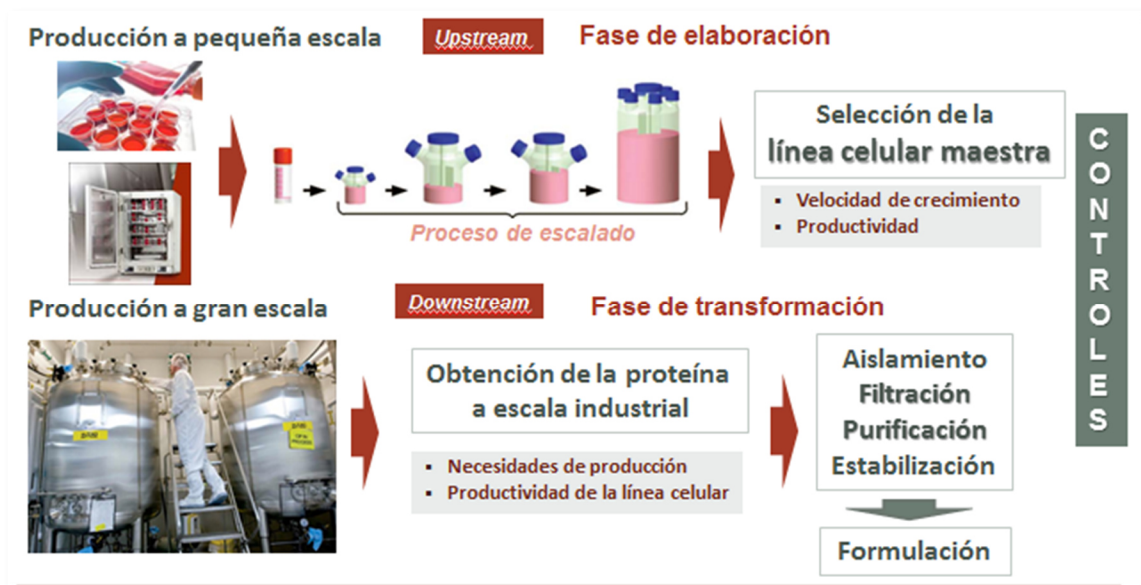 Producción a pequeña escala
Upstream
Fase de elaboración
Proceso de escalado
Selección de la
línea celular maestra
▪ Velocidad de crecimiento
▪ Productividad
CONTROLES
Producción a gran escala
Downstream
Fase de transformación
Obtención de la proteína
a escala industrial
▪ Necesidades de producción
▪ Productividad de la línea celular
Aislamiento
Filtración
Purificación
Estabilización
Formulación